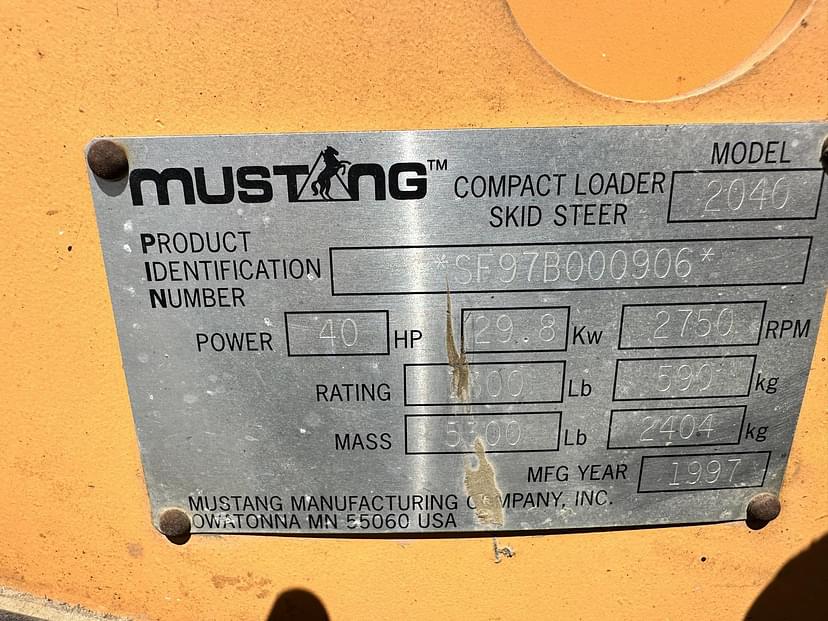 MUSTANG™
COMPACT LOADER
SKID STEER
MODEL
2040
PRODUCT
IDENTIFICATION
NUMBER
*SF97B000906*
POWER 40 HP 29.8 Kw 2750 RPM
RATING 1300 Lb 590 kg
MASS 5300 Lb 2404 kg
MFG YEAR 1997
MUSTANG MANUFACTURING COMPANY, INC.
OWATONNA MN 55060 USA